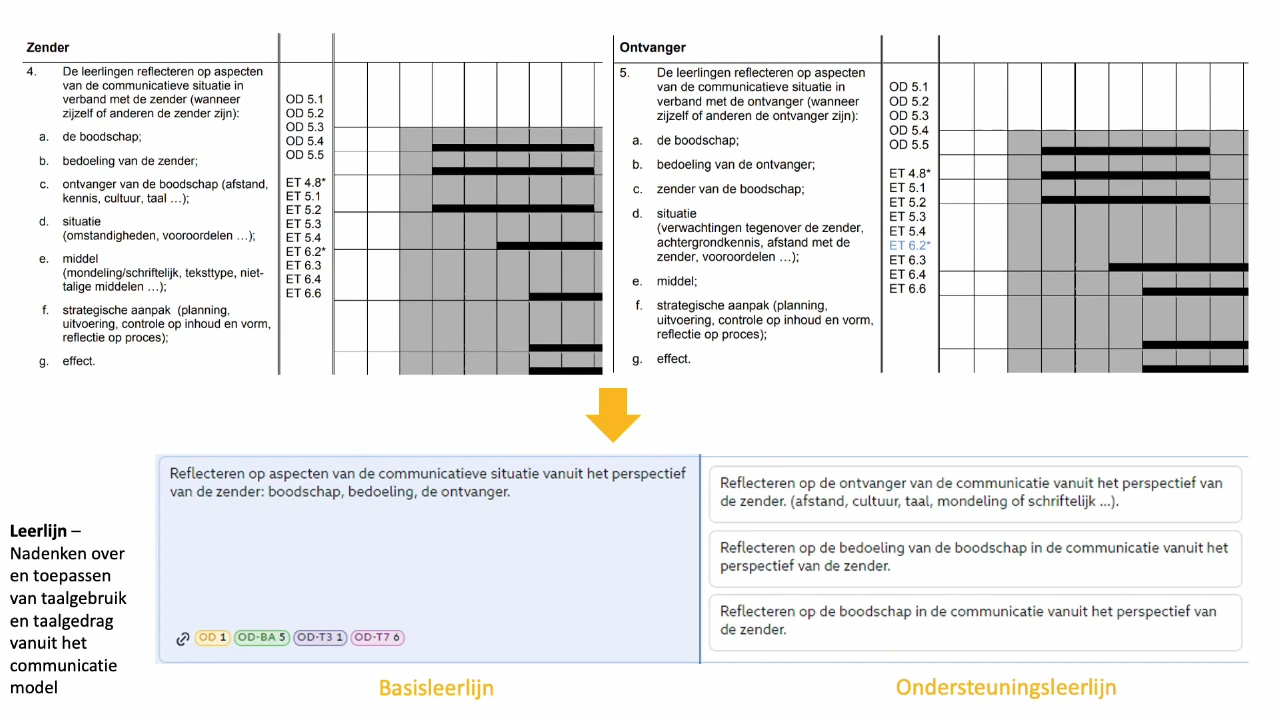 Zender
4. De leerlingen reflecteren op aspecten
van de communicatieve situatie in
verband met de zender (wanneer
zijzelf of anderen de zender zijn):
a. de boodschap;
b. bedoeling van de zender;
c. ontvanger van de boodschap (afstand,
kennis, cultuur, taal ...);
d. situatie
(omstandigheden, vooroordelen ...);
e. middel
(mondeling/schriftelijk, teksttype, niet-
talige middelen ...);
f. strategische aanpak (planning,
uitvoering, controle op inhoud en vorm,
reflectie op proces);
g. effect.
OD 5.1
OD 5.2
OD 5.3
OD 5.4
OD 5.5
ET 4.8*
ET 5.1
ET 5.2
ET 5.3
ET 5.4
ET 6.2*
ET 6.3
ET 6.4
ET 6.6
Ontvanger
5. De leerlingen reflecteren op aspecten
van de communicatieve situatie in
verband met de ontvanger (wanneer
zijzelf of anderen de ontvanger zijn):
a. de boodschap;
b. bedoeling van de ontvanger;
c. zender van de boodschap;
d. situatie
(verwachtingen tegenover de zender,
achtergrondkennis, afstand met de
zender, vooroordelen ...);
e. middel;
f. strategische aanpak (planning,
uitvoering, controle op inhoud en vorm,
reflectie op proces);
g. effect.
OD 5.1
OD 5.2
OD 5.3
OD 5.4
OD 5.5
ET 4.8*
ET 5.1
ET 5.2
ET 5.3
ET 5.4
ET 6.2*
ET 6.3
ET 6.4
ET 6.6
Leerlijn –
Nadenken over
en toepassen
van taalgebruik
en taalgedrag
vanuit het
communicatie
model
Reflecteren op aspecten van de communicatieve situatie vanuit het perspectief
van de zender: boodschap, bedoeling, de ontvanger.
OD 1 OD-BA 5 OD-T3 1 OD-T7 6
Reflecteren op de ontvanger van de communicatie vanuit het perspectief van
de zender. (afstand, cultuur, taal, mondeling of schriftelijk ...).
Reflecteren op de bedoeling van de boodschap in de communicatie vanuit het
perspectief van de zender.
Reflecteren op de boodschap in de communicatie vanuit het perspectief van
de zender.
Basisleerlijn
Ondersteuningsleerlijn